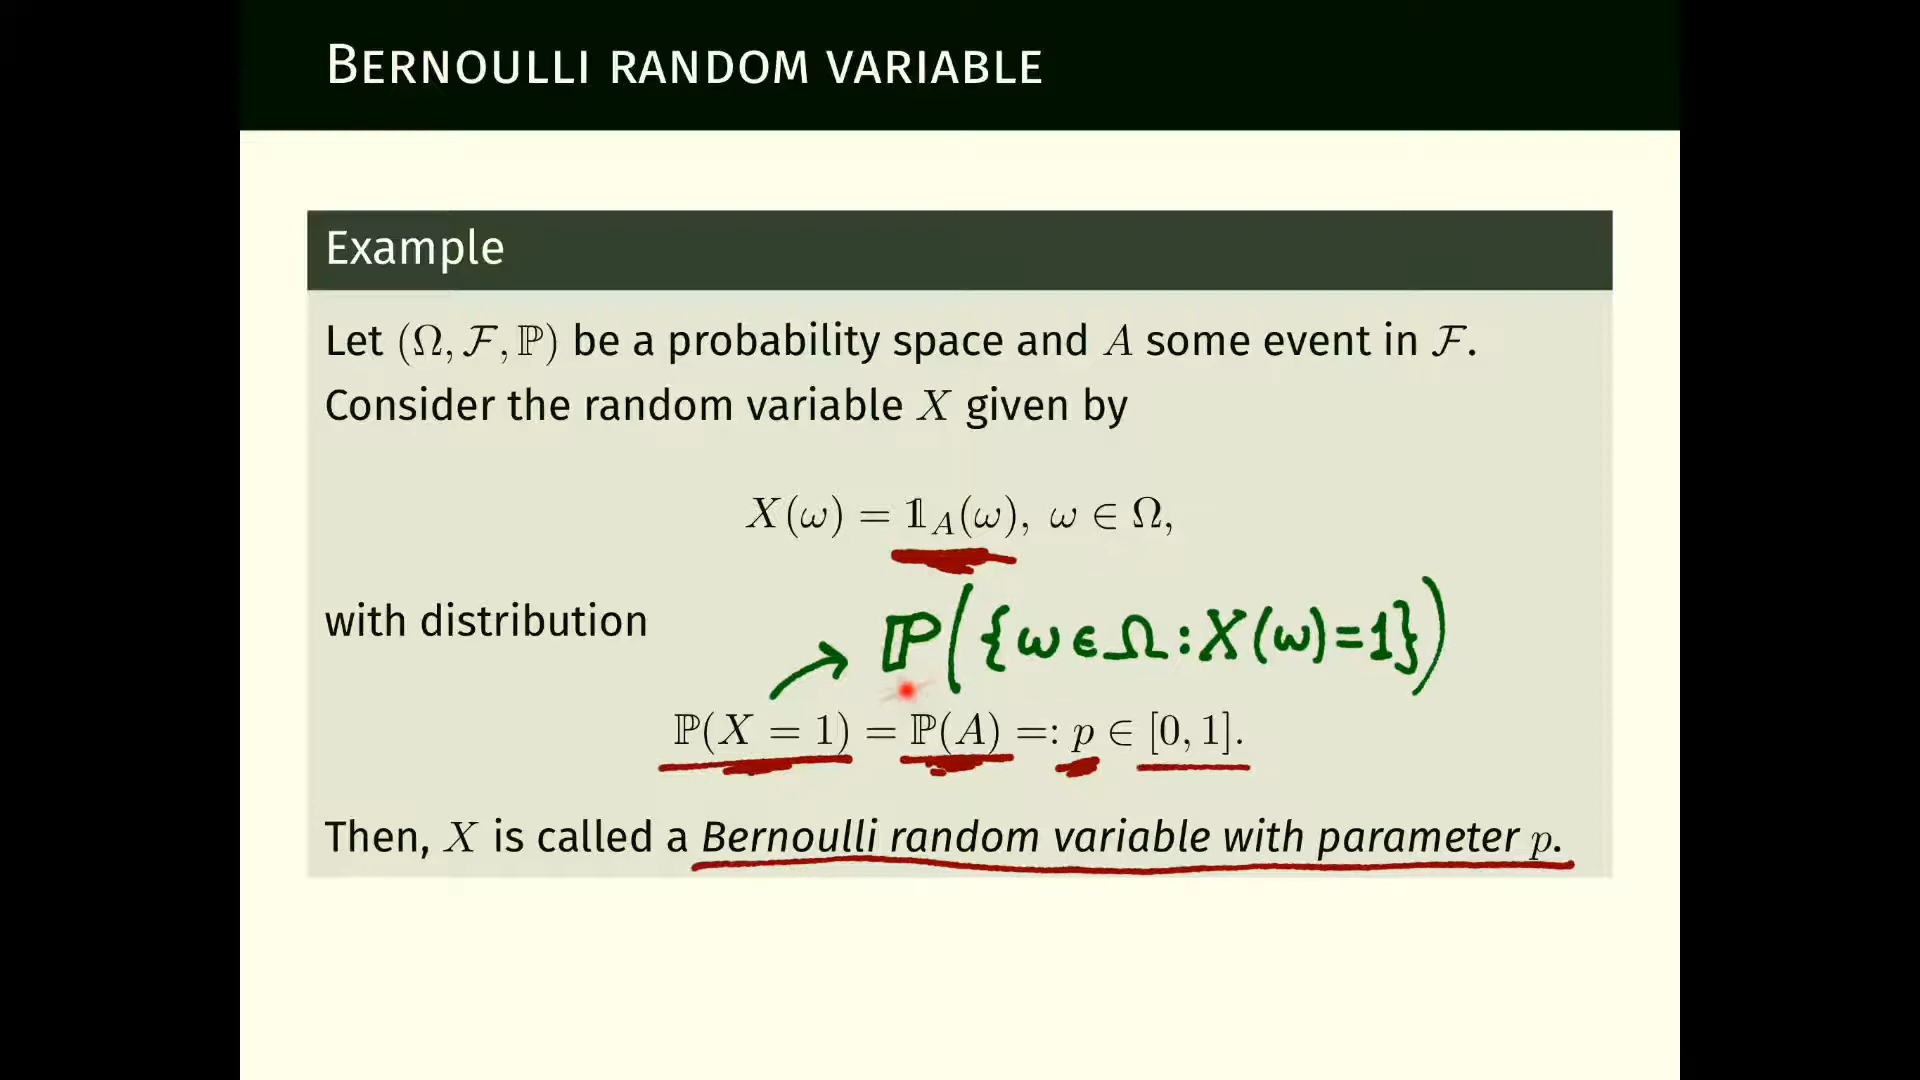 BERNOULLI RANDOM VARIABLE
Example
Let (Ω, ℱ, ℙ) be a probability space and A some event in ℱ.
Consider the random variable X given by
X(ω) = 𝟙_A(ω), ω ∈ Ω,
with distribution
→ ℙ({ω ∈ Ω : X(ω) = 1})
ℙ(X = 1) = ℙ(A) =: p ∈ [0, 1].
Then, X is called a Bernoulli random variable with parameter p.